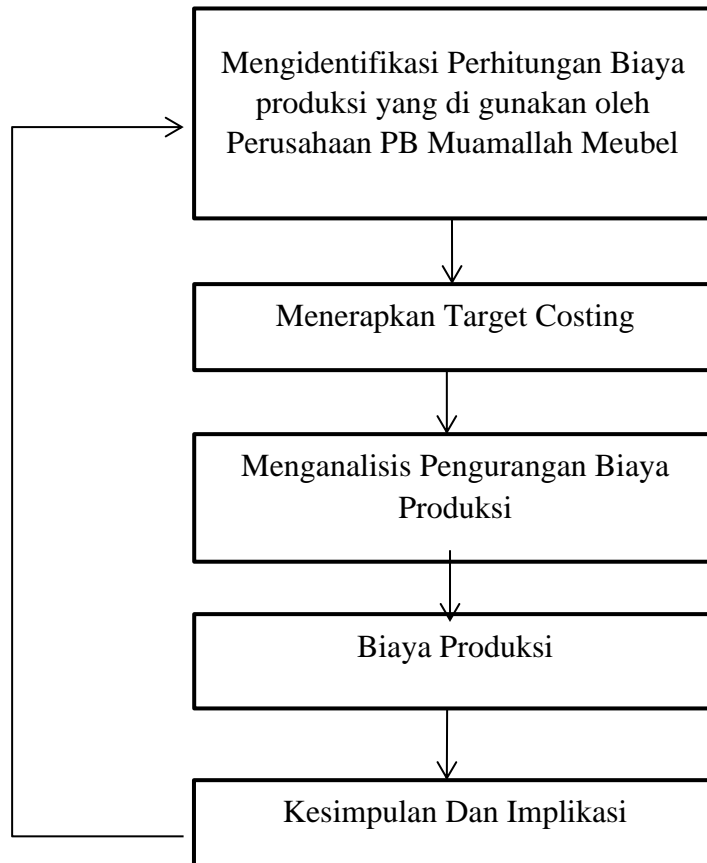 Mengidentifikasi Perhitungan Biaya
produksi yang di gunakan oleh
Perusahaan PB Muamallah Meubel
Menerapkan Target Costing
Menganalisis Pengurangan Biaya
Produksi
Biaya Produksi
Kesimpulan Dan Implikasi